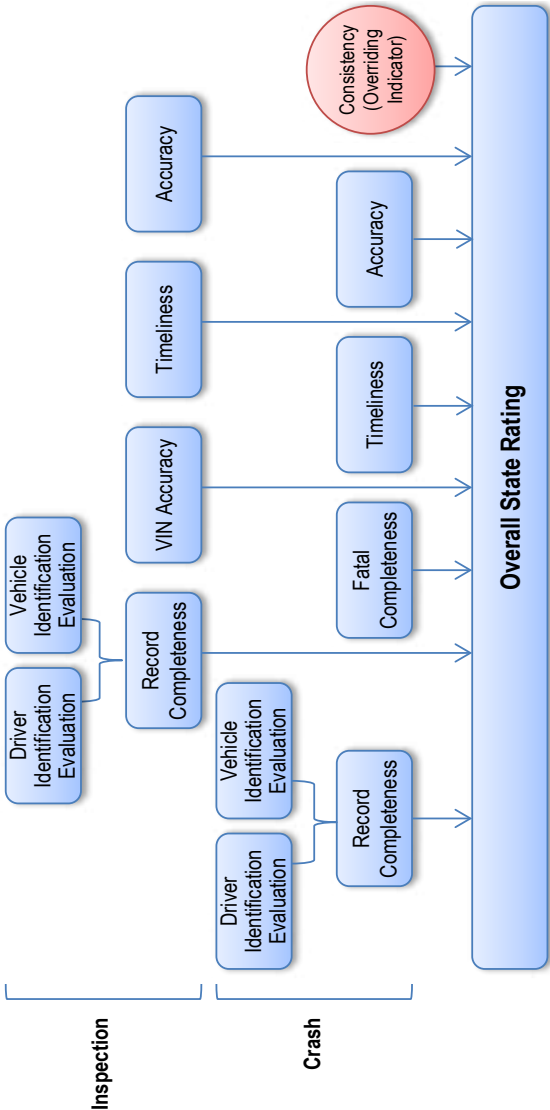 Inspection
Driver
Identification
Evaluation
Vehicle
Identification
Evaluation
Record
Completeness
VIN Accuracy
Timeliness
Accuracy
Crash
Driver
Identification
Evaluation
Vehicle
Identification
Evaluation
Record
Completeness
Fatal
Completeness
Timeliness
Accuracy
Consistency
(Overriding
Indicator)
Overall State Rating